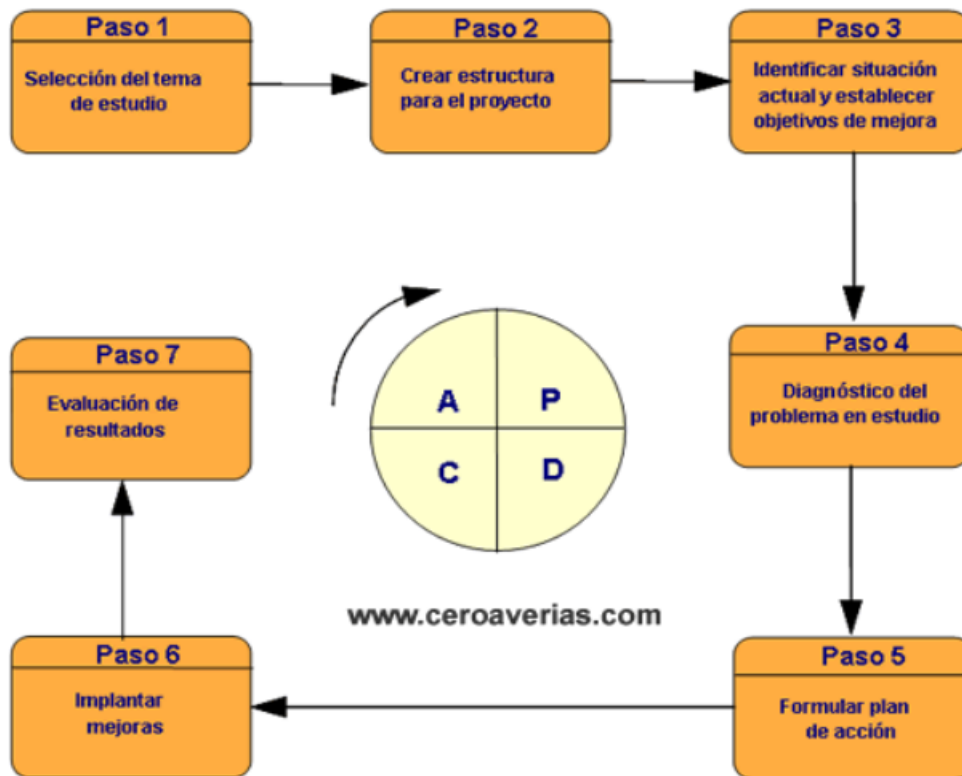 Paso 1
Selección del tema
de estudio
Paso 2
Crear estructura
para el proyecto
Paso 3
Identificar situación
actual y establecer
objetivos de mejora
Paso 4
Diagnóstico del
problema en estudio
Paso 5
Formular plan
de acción
Paso 6
Implantar
mejoras
Paso 7
Evaluación de
resultados
A P
C D
www.ceroaverias.com